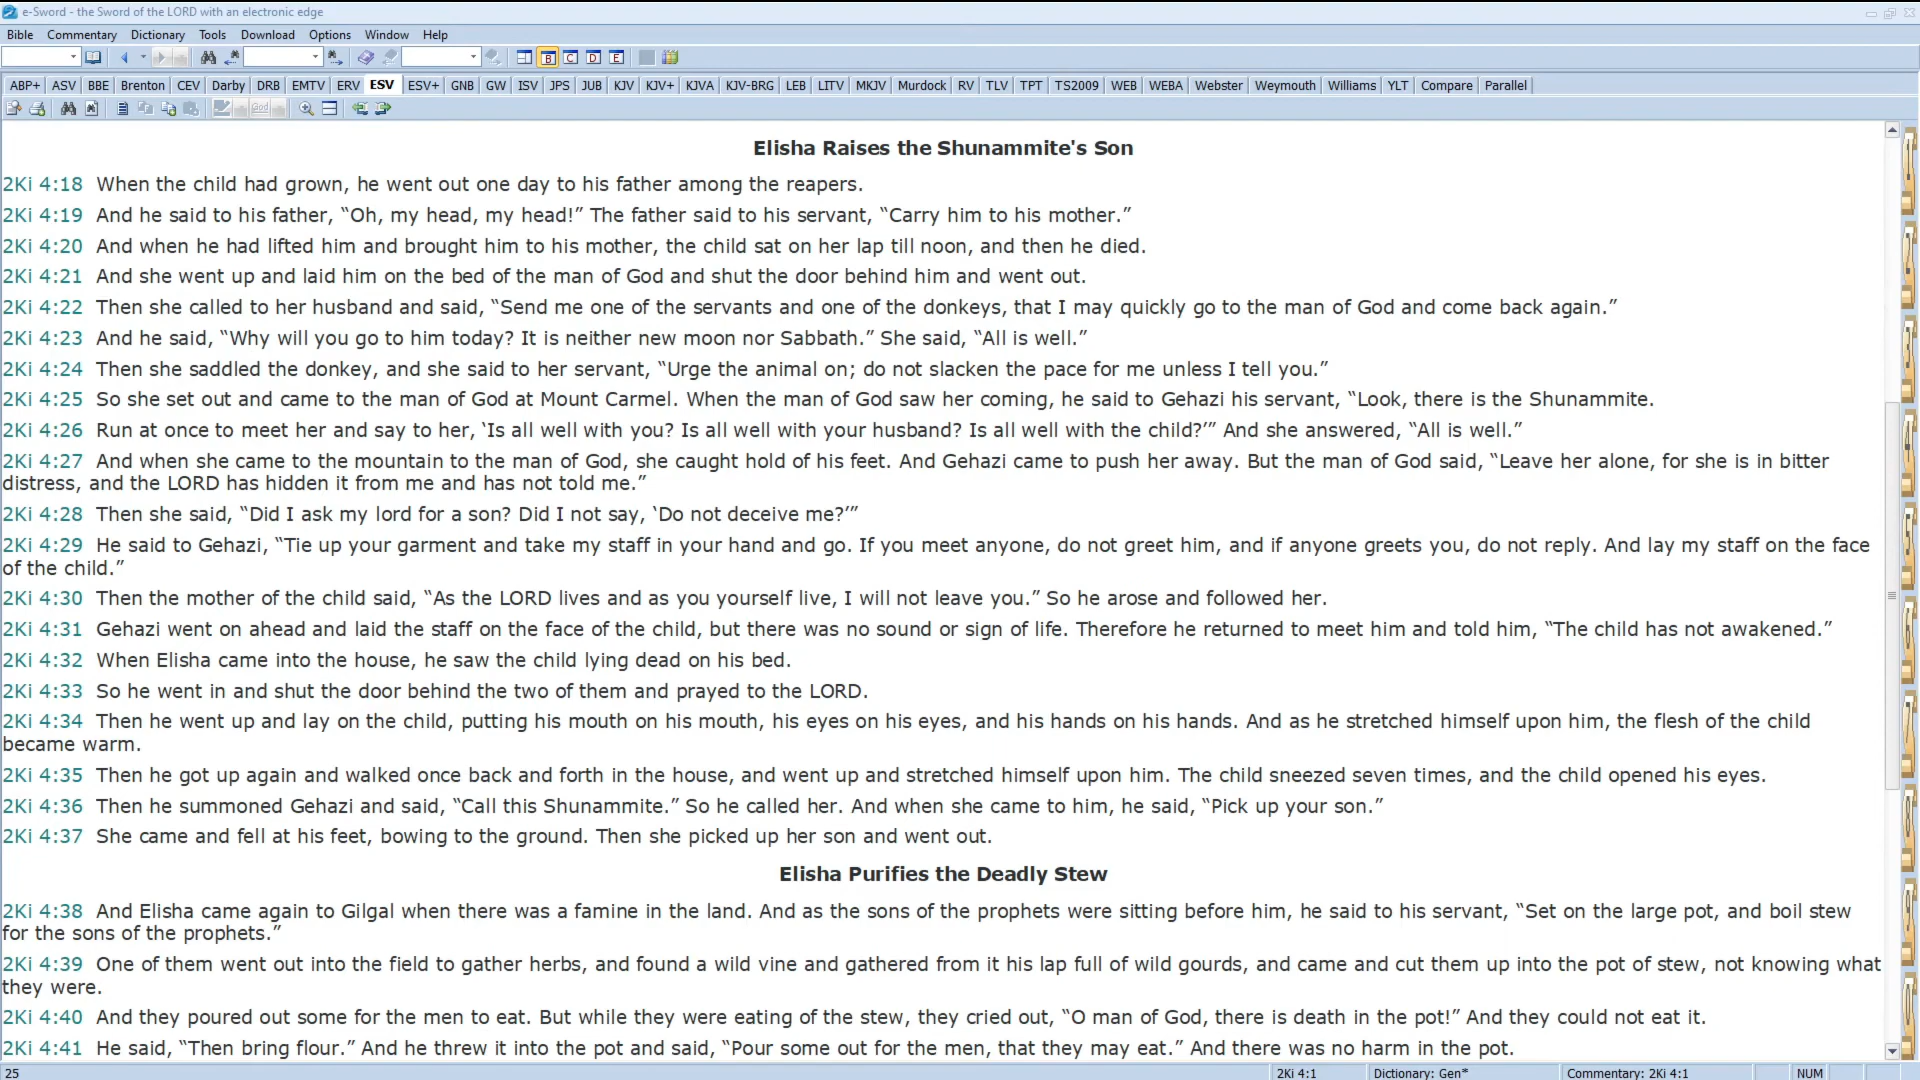 e-Sword - the Sword of the LORD with an electronic edge
Bible Commentary Dictionary Tools Download Options Window Help
B C D E
ABP+ ASV BBE Brenton CEV Darby DRB EMTV ERV ESV ESV+ GNB GW ISV JPS JUB KJV KJV+ KJVA KJV-BRG LEB LITV MKJV Murdock RV TLV TPT TS2009 WEB WEBA Webster Weymouth Williams YLT Compare Parallel
God
Elisha Raises the Shunammite's Son
2Ki 4:18 When the child had grown, he went out one day to his father among the reapers.
2Ki 4:19 And he said to his father, “Oh, my head, my head!” The father said to his servant, “Carry him to his mother.”
2Ki 4:20 And when he had lifted him and brought him to his mother, the child sat on her lap till noon, and then he died.
2Ki 4:21 And she went up and laid him on the bed of the man of God and shut the door behind him and went out.
2Ki 4:22 Then she called to her husband and said, “Send me one of the servants and one of the donkeys, that I may quickly go to the man of God and come back again.”
2Ki 4:23 And he said, “Why will you go to him today? It is neither new moon nor Sabbath.” She said, “All is well.”
2Ki 4:24 Then she saddled the donkey, and she said to her servant, “Urge the animal on; do not slacken the pace for me unless I tell you.”
2Ki 4:25 So she set out and came to the man of God at Mount Carmel. When the man of God saw her coming, he said to Gehazi his servant, “Look, there is the Shunammite.
2Ki 4:26 Run at once to meet her and say to her, ‘Is all well with you? Is all well with your husband? Is all well with the child?’” And she answered, “All is well.”
2Ki 4:27 And when she came to the mountain to the man of God, she caught hold of his feet. And Gehazi came to push her away. But the man of God said, “Leave her alone, for she is in bitter
distress, and the LORD has hidden it from me and has not told me.”
2Ki 4:28 Then she said, “Did I ask my lord for a son? Did I not say, ‘Do not deceive me?’”
2Ki 4:29 He said to Gehazi, “Tie up your garment and take my staff in your hand and go. If you meet anyone, do not greet him, and if anyone greets you, do not reply. And lay my staff on the face
of the child.”
2Ki 4:30 Then the mother of the child said, “As the LORD lives and as you yourself live, I will not leave you.” So he arose and followed her.
2Ki 4:31 Gehazi went on ahead and laid the staff on the face of the child, but there was no sound or sign of life. Therefore he returned to meet him and told him, “The child has not awakened.”
2Ki 4:32 When Elisha came into the house, he saw the child lying dead on his bed.
2Ki 4:33 So he went in and shut the door behind the two of them and prayed to the LORD.
2Ki 4:34 Then he went up and lay on the child, putting his mouth on his mouth, his eyes on his eyes, and his hands on his hands. And as he stretched himself upon him, the flesh of the child
became warm.
2Ki 4:35 Then he got up again and walked once back and forth in the house, and went up and stretched himself upon him. The child sneezed seven times, and the child opened his eyes.
2Ki 4:36 Then he summoned Gehazi and said, “Call this Shunammite.” So he called her. And when she came to him, he said, “Pick up your son.”
2Ki 4:37 She came and fell at his feet, bowing to the ground. Then she picked up her son and went out.
Elisha Purifies the Deadly Stew
2Ki 4:38 And Elisha came again to Gilgal when there was a famine in the land. And as the sons of the prophets were sitting before him, he said to his servant, “Set on the large pot, and boil stew
for the sons of the prophets.”
2Ki 4:39 One of them went out into the field to gather herbs, and found a wild vine and gathered from it his lap full of wild gourds, and came and cut them up into the pot of stew, not knowing what
they were.
2Ki 4:40 And they poured out some for the men to eat. But while they were eating of the stew, they cried out, “O man of God, there is death in the pot!” And they could not eat it.
2Ki 4:41 He said, “Then bring flour.” And he threw it into the pot and said, “Pour some out for the men, that they may eat.” And there was no harm in the pot.
25 2Ki 4:1 Dictionary: Gen* Commentary: 2Ki 4:1 NUM